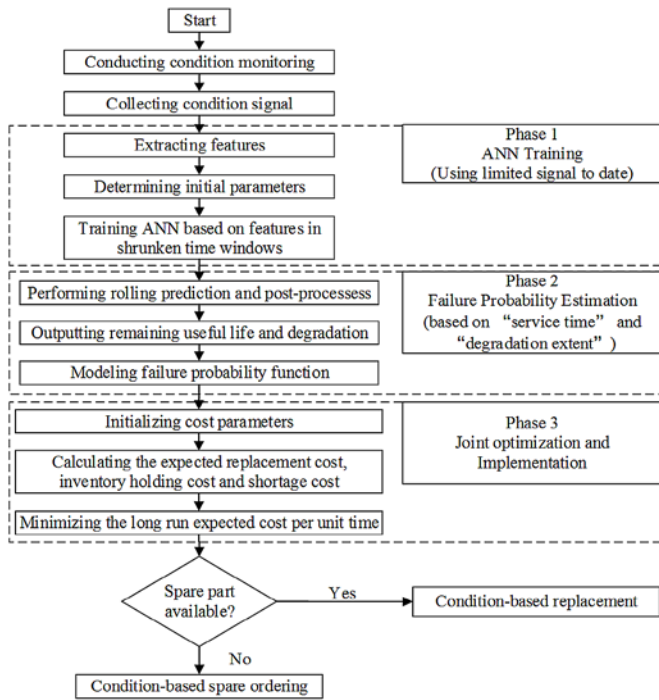 Start
Conducting condition monitoring
Collecting condition signal
Extracting features
Determining initial parameters
Training ANN based on features in
shrunken time windows
Phase 1
ANN Training
(Using limited signal to date)
Performing rolling prediction and post-processess
Outputting remaining useful life and degradation
Modeling failure probability function
Phase 2
Failure Probability Estimation
(based on “service time” and
“degradation extent”)
Initializing cost parameters
Calculating the expected replacement cost,
inventory holding cost and shortage cost
Minimizing the long run expected cost per unit time
Phase 3
Joint optimization and
Implementation
Spare part
available?
Yes
Condition-based replacement
No
Condition-based spare ordering